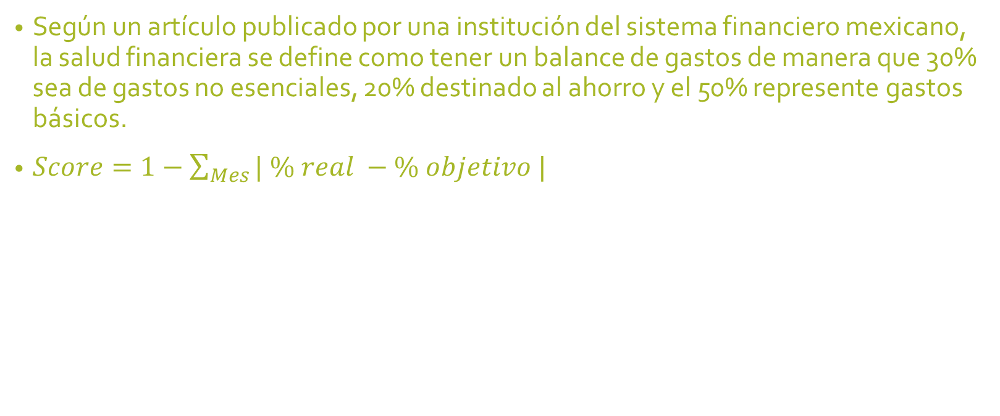 • Según un artículo publicado por una institución del sistema financiero mexicano,
la salud financiera se define como tener un balance de gastos de manera que 30%
sea de gastos no esenciales, 20% destinado al ahorro y el 50% represente gastos
básicos.
• Score = 1 − ∑_Mes | % real − % objetivo |